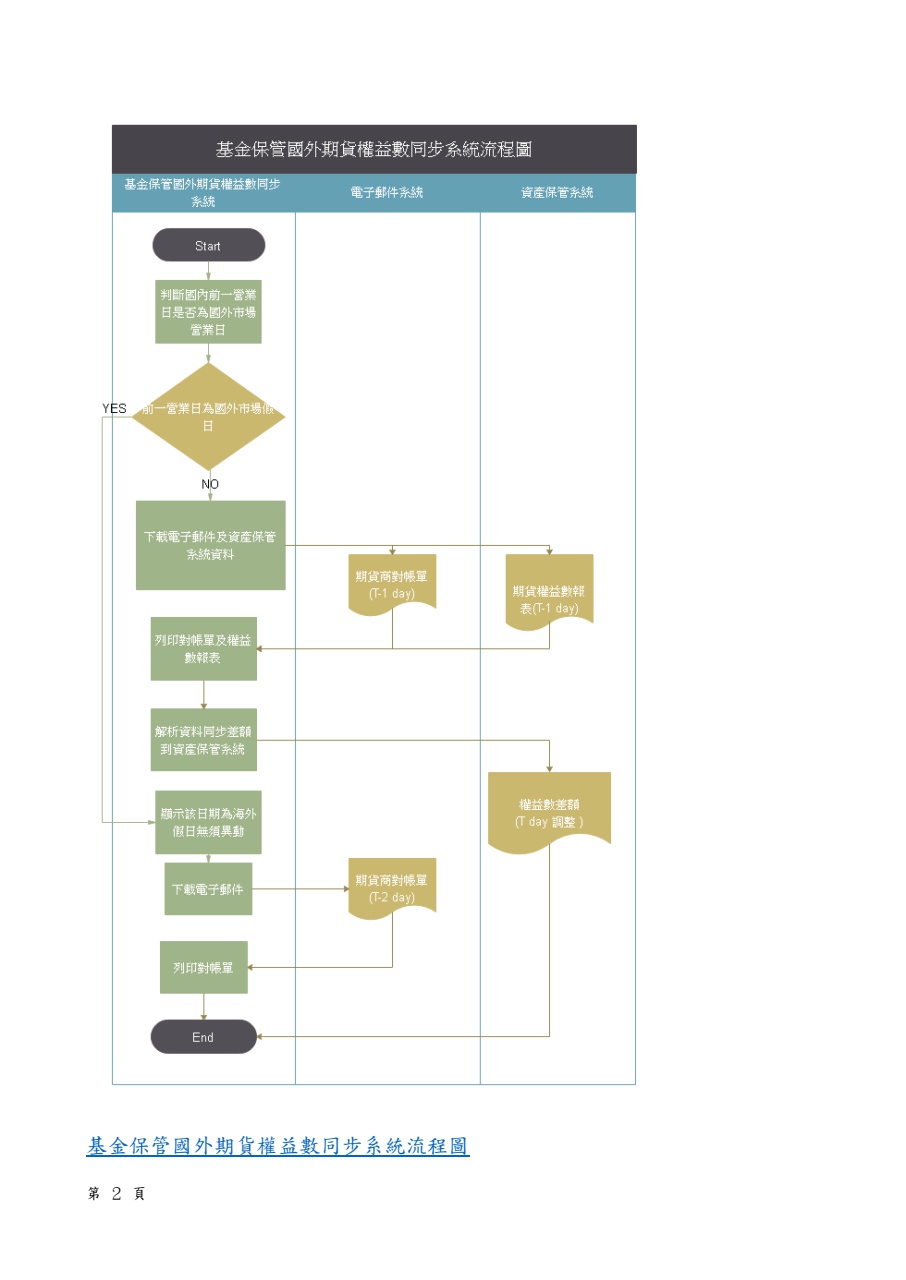 基金保管國外期貨權益數同步系統流程圖
基金保管國外期貨權益數同步
系統
電子郵件系統
資產保管系統
Start
判斷國內前一營業
日是否為國外市場
營業日
YES
前一營業日為國外市場假
日
NO
下載電子郵件及資產保管
系統資料
期貨商對帳單
(T-1 day)
期貨權益數報
表(T-1 day)
列印對帳單及權益
數報表
解析資料同步差額
到資產保管系統
權益數差額
(T day 調整 )
顯示該日期為海外
假日無須異動
下載電子郵件
期貨商對帳單
(T-2 day)
列印對帳單
End
基金保管國外期貨權益數同步系統流程圖
第 2 頁